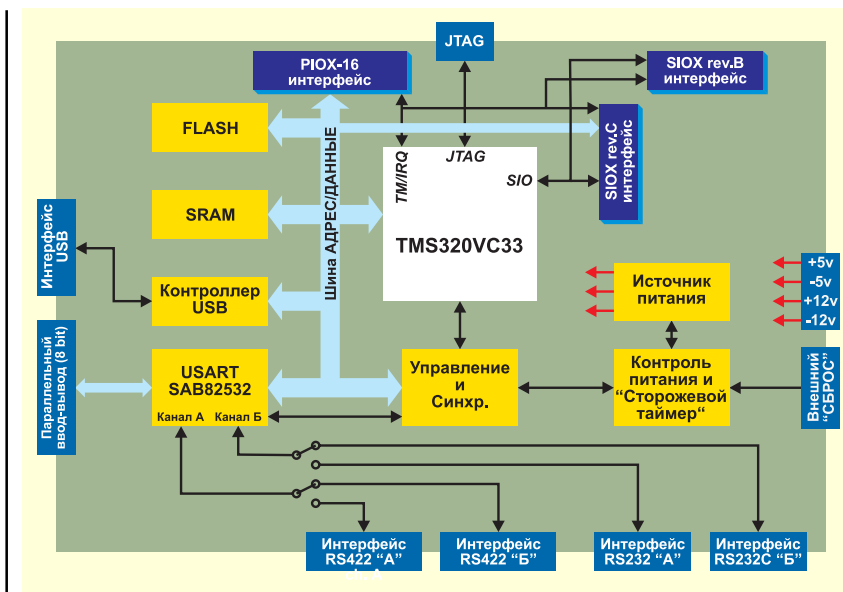 JTAG
PIOX-16
интерфейс
SIOX rev.B
интерфейс
FLASH
SIOX rev.C
интерфейс
TM/IRQ
JTAG
SIO
SRAM
Шина АДРЕС/ДАННЫЕ
TMS320VC33
Интерфейс
USB
Контроллер
USB
Источник
питания
+5v
-5v
+12v
-12v
Параллельный
ввод-вывод (8 bit)
USART
SAB82532
Канал А Канал Б
Управление
и
Синхр.
Контроль
питания и
“Сторожевой
таймер“
Внешний
“СБРОС”
Интерфейс
RS422 “А”
Интерфейс
RS422 “Б”
Интерфейс
RS232 “А”
Интерфейс
RS232C “Б”